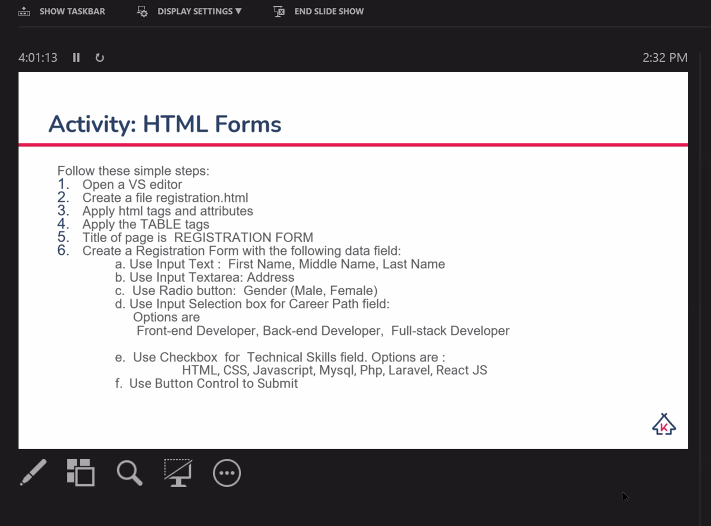 SHOW TASKBAR DISPLAY SETTINGS ▼ END SLIDE SHOW
4:01:13 2:32 PM
Activity: HTML Forms
Follow these simple steps:
1. Open a VS editor
2. Create a file registration.html
3. Apply html tags and attributes
4. Apply the TABLE tags
5. Title of page is REGISTRATION FORM
6. Create a Registration Form with the following data field:
a. Use Input Text : First Name, Middle Name, Last Name
b. Use Input Textarea: Address
c. Use Radio button: Gender (Male, Female)
d. Use Input Selection box for Career Path field:
Options are
Front-end Developer, Back-end Developer, Full-stack Developer
e. Use Checkbox for Technical Skills field. Options are :
HTML, CSS, Javascript, Mysql, Php, Laravel, React JS
f. Use Button Control to Submit
K